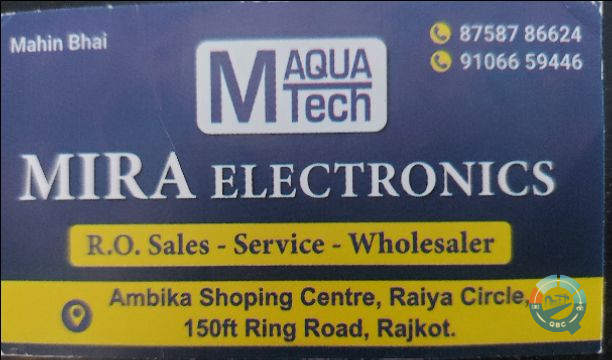 Mahin Bhai
87587 86624
91066 59446
M AQUA
Tech
MIRA ELECTRONICS
R.O. Sales - Service - Wholesaler
Ambika Shoping Centre, Raiya Circle,
150ft Ring Road, Rajkot.
QBC